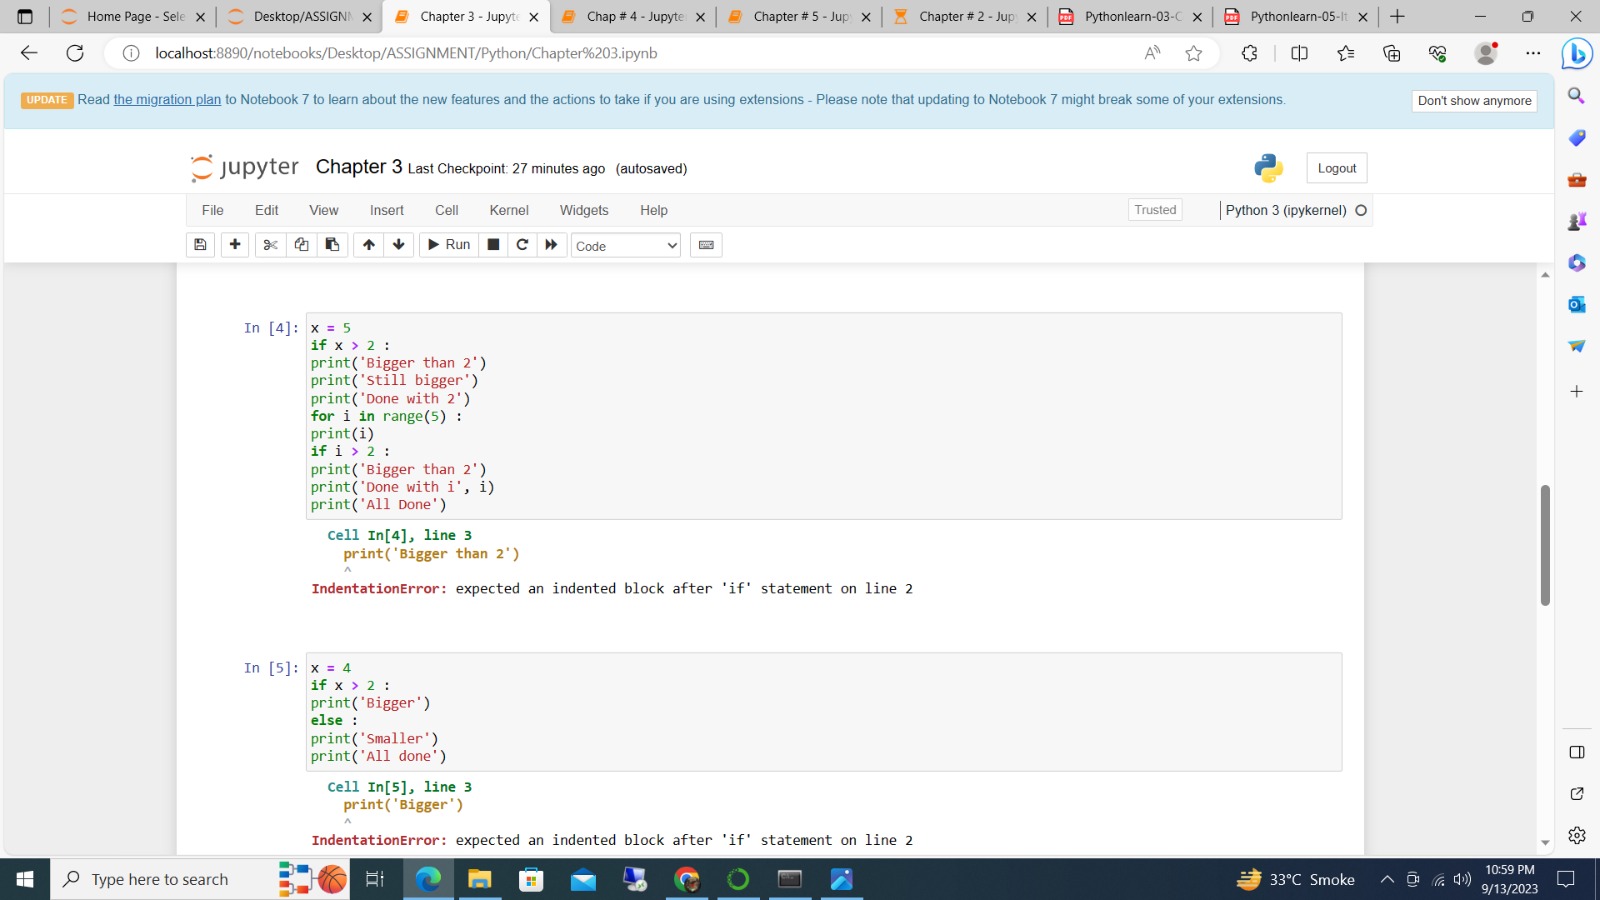 Home Page - Sele
Desktop/ASSIGNM
Chapter 3 - Jupyte
Chap # 4 - Jupyte
Chapter # 5 - Jup
Chapter # 2 - Jup
Pythonlearn-03-C
Pythonlearn-05-It
localhost:8890/notebooks/Desktop/ASSIGNMENT/Python/Chapter%203.ipynb
UPDATE Read the migration plan to Notebook 7 to learn about the new features and the actions to take if you are using extensions - Please note that updating to Notebook 7 might break some of your extensions.
Don't show anymore
jupyter Chapter 3 Last Checkpoint: 27 minutes ago (autosaved)
Logout
File Edit View Insert Cell Kernel Widgets Help
Trusted Python 3 (ipykernel)
Run Code
In [4]: x = 5
if x > 2 :
print('Bigger than 2')
print('Still bigger')
print('Done with 2')
for i in range(5) :
print(i)
if i > 2 :
print('Bigger than 2')
print('Done with i', i)
print('All Done')
Cell In[4], line 3
print('Bigger than 2')
^
IndentationError: expected an indented block after 'if' statement on line 2
In [5]: x = 4
if x > 2 :
print('Bigger')
else :
print('Smaller')
print('All done')
Cell In[5], line 3
print('Bigger')
^
IndentationError: expected an indented block after 'if' statement on line 2
Type here to search
33°C Smoke
10:59 PM
9/13/2023